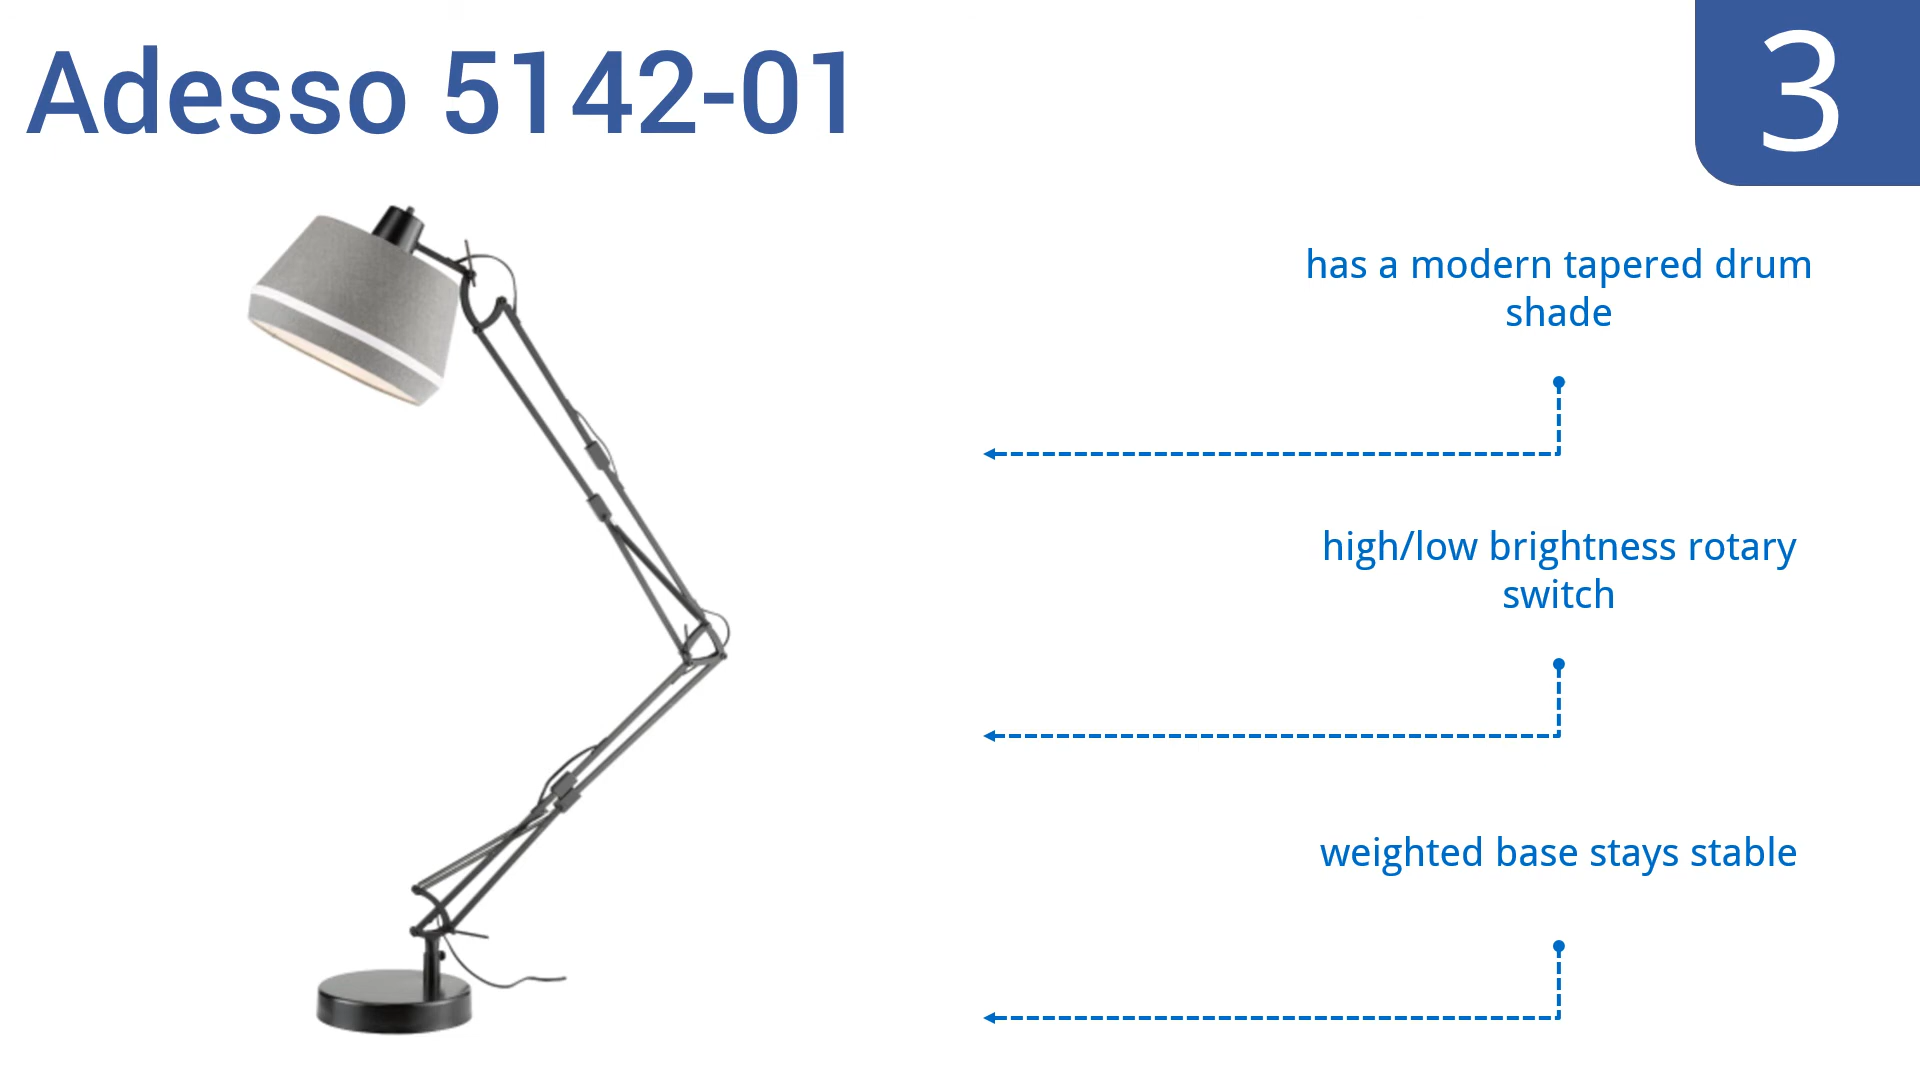 Adesso 5142-01
3
has a modern tapered drum
shade
high/low brightness rotary
switch
weighted base stays stable